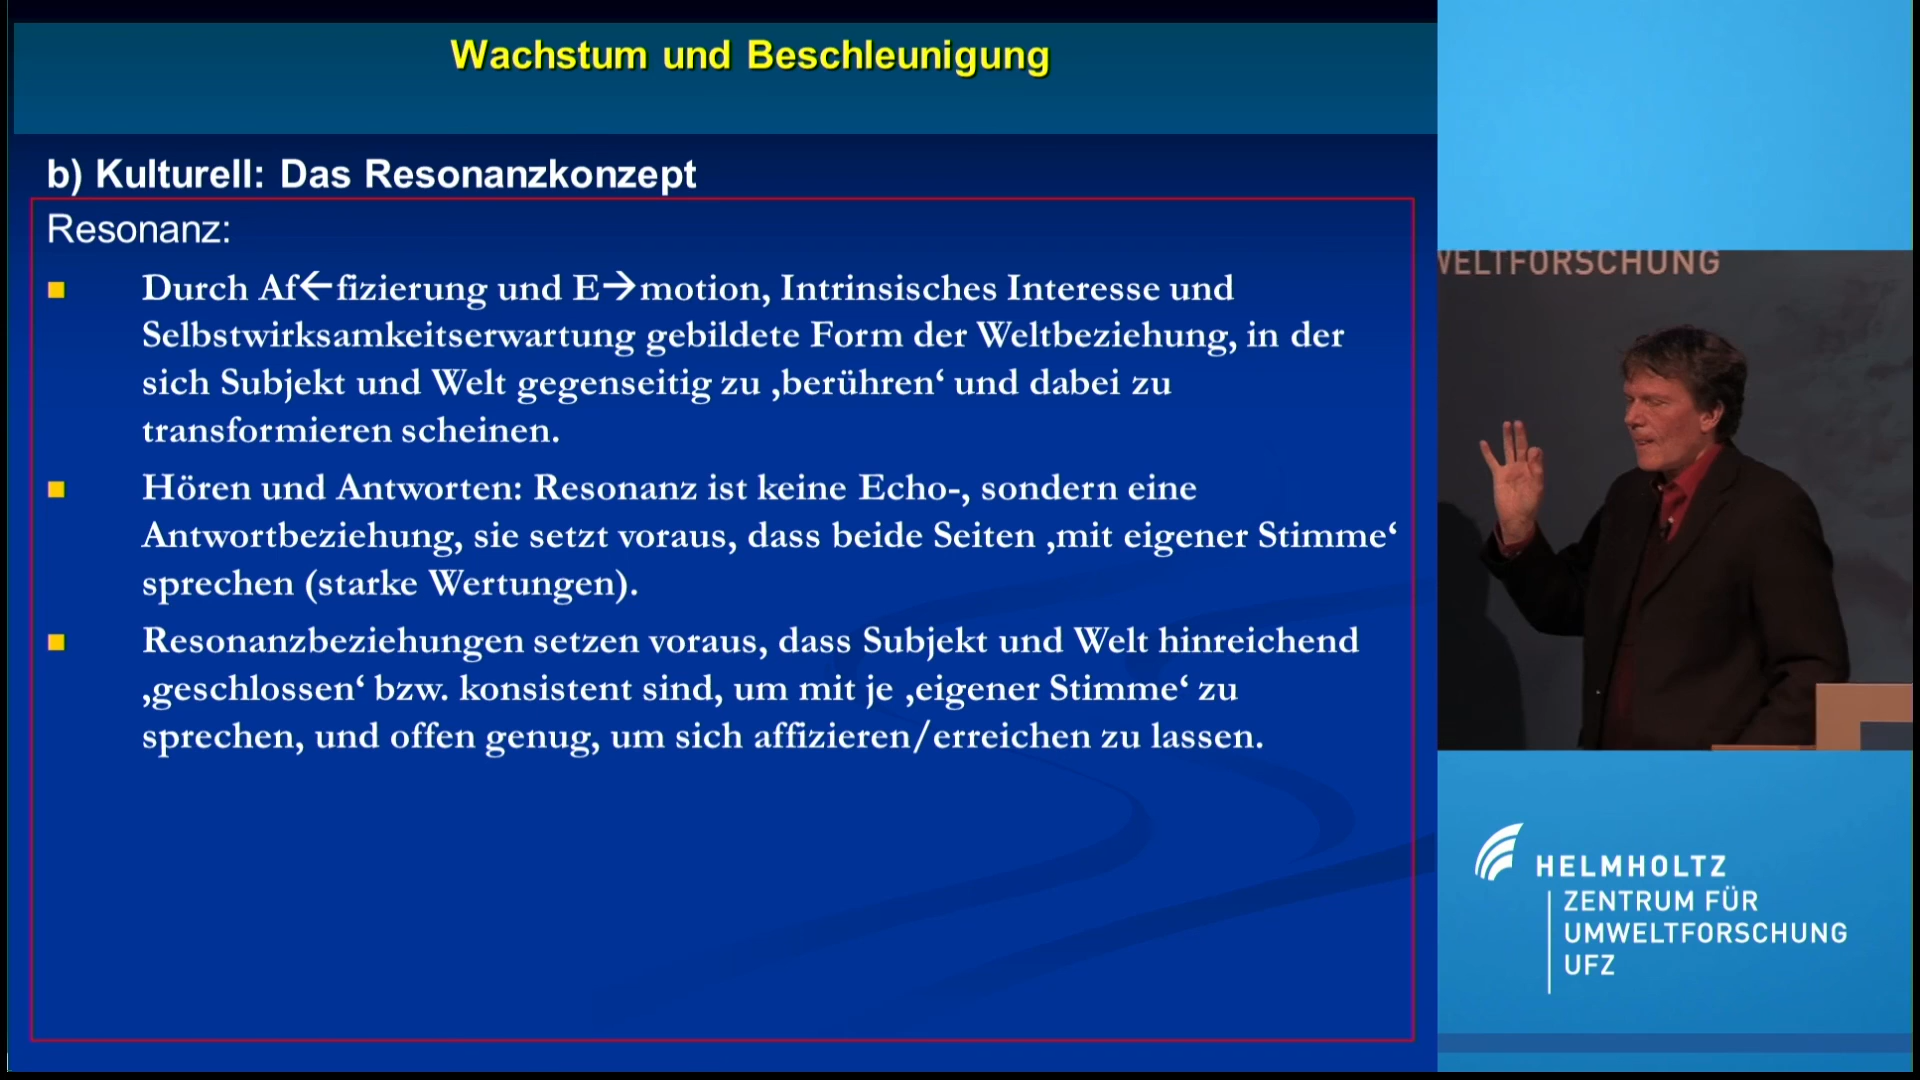 Wachstum und Beschleunigung
b) Kulturell: Das Resonanzkonzept
Resonanz:
Durch Af←fizierung und E→motion, Intrinsisches Interesse und
Selbstwirksamkeitserwartung gebildete Form der Weltbeziehung, in der
sich Subjekt und Welt gegenseitig zu ‚berühren‘ und dabei zu
transformieren scheinen.
Hören und Antworten: Resonanz ist keine Echo-, sondern eine
Antwortbeziehung, sie setzt voraus, dass beide Seiten ‚mit eigener Stimme‘
sprechen (starke Wertungen).
Resonanzbeziehungen setzen voraus, dass Subjekt und Welt hinreichend
‚geschlossen‘ bzw. konsistent sind, um mit je ‚eigener Stimme‘ zu
sprechen, und offen genug, um sich affizieren/erreichen zu lassen.
WELTFORSCHUNG
HELMHOLTZ
ZENTRUM FÜR
UMWELTFORSCHUNG
UFZ